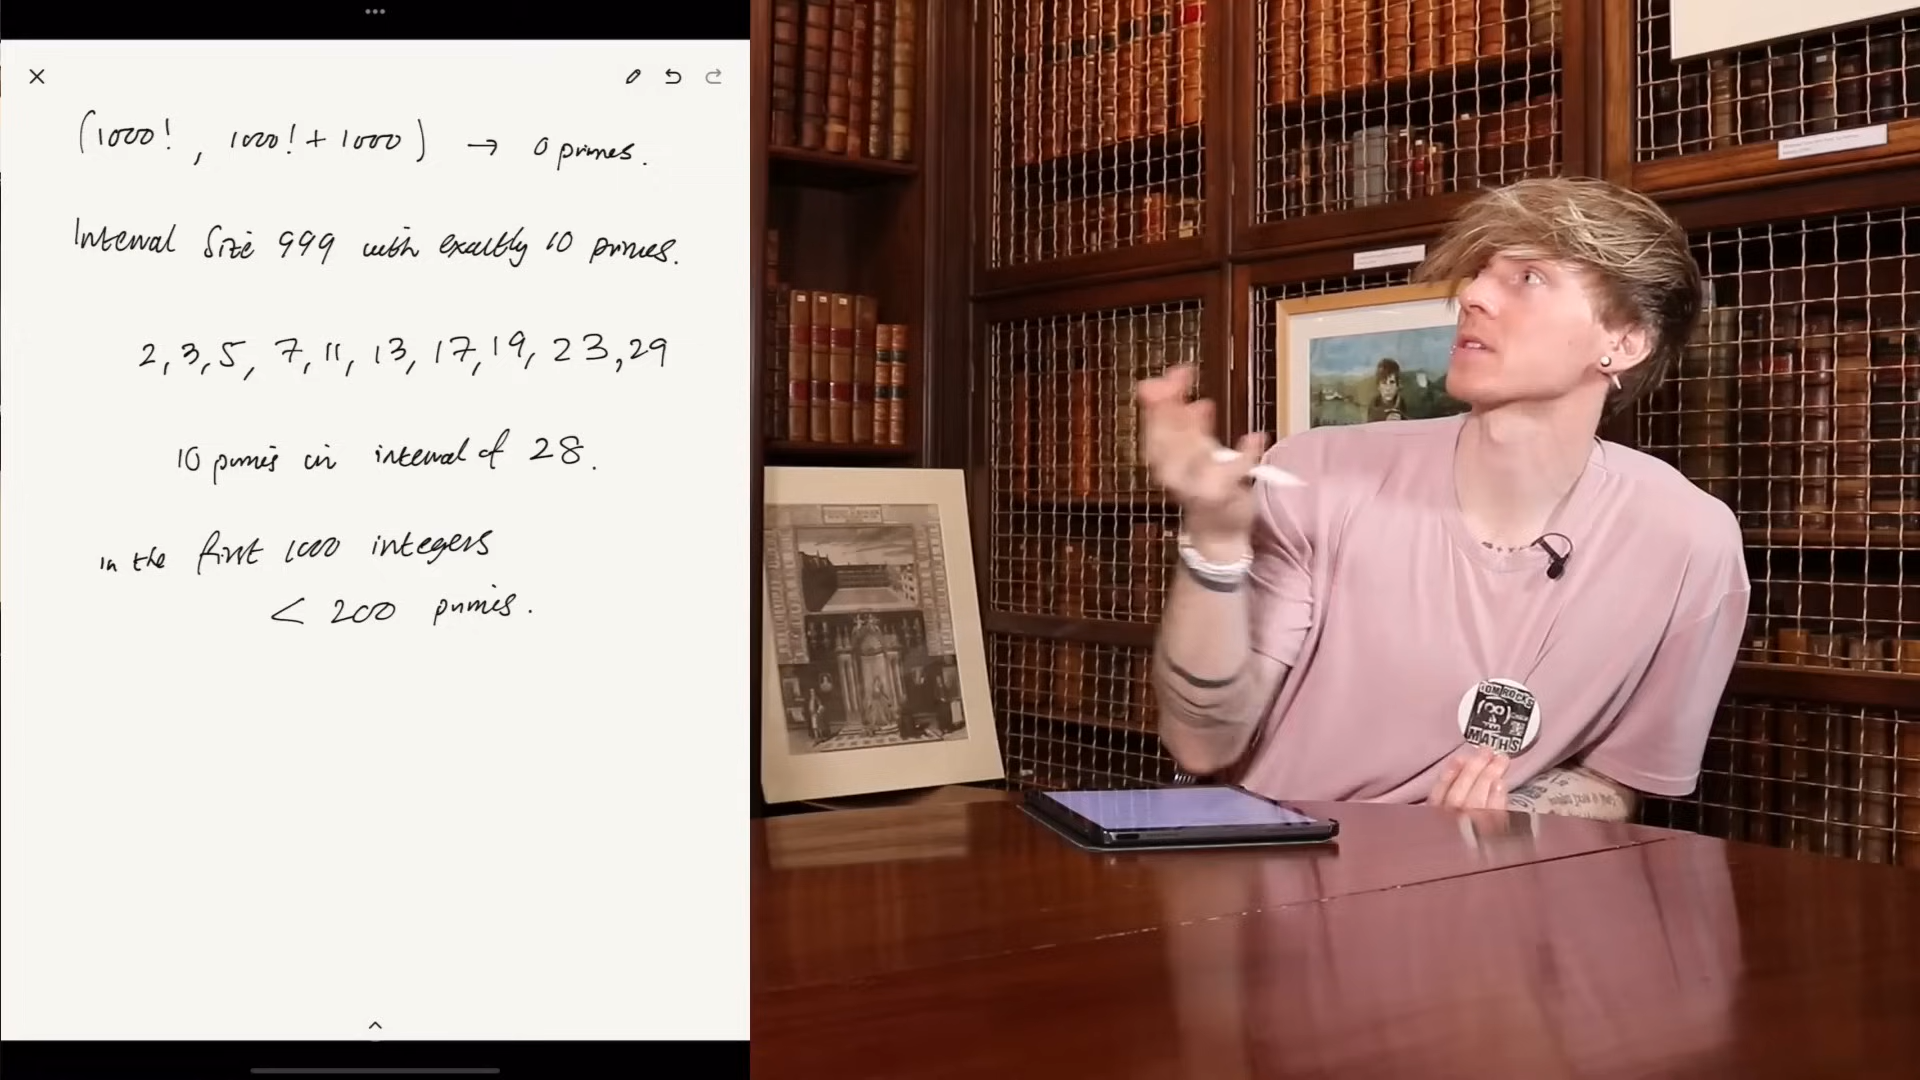 (1000! , 1000! + 1000) → 0 primes.
Interval Size 999 with exactly 10 primes.
2, 3, 5, 7, 11, 13, 17, 19, 23, 29
10 primes in interval of 28.
in the first 1000 integers
< 200 primes.
TOM ROCKS
MATHS